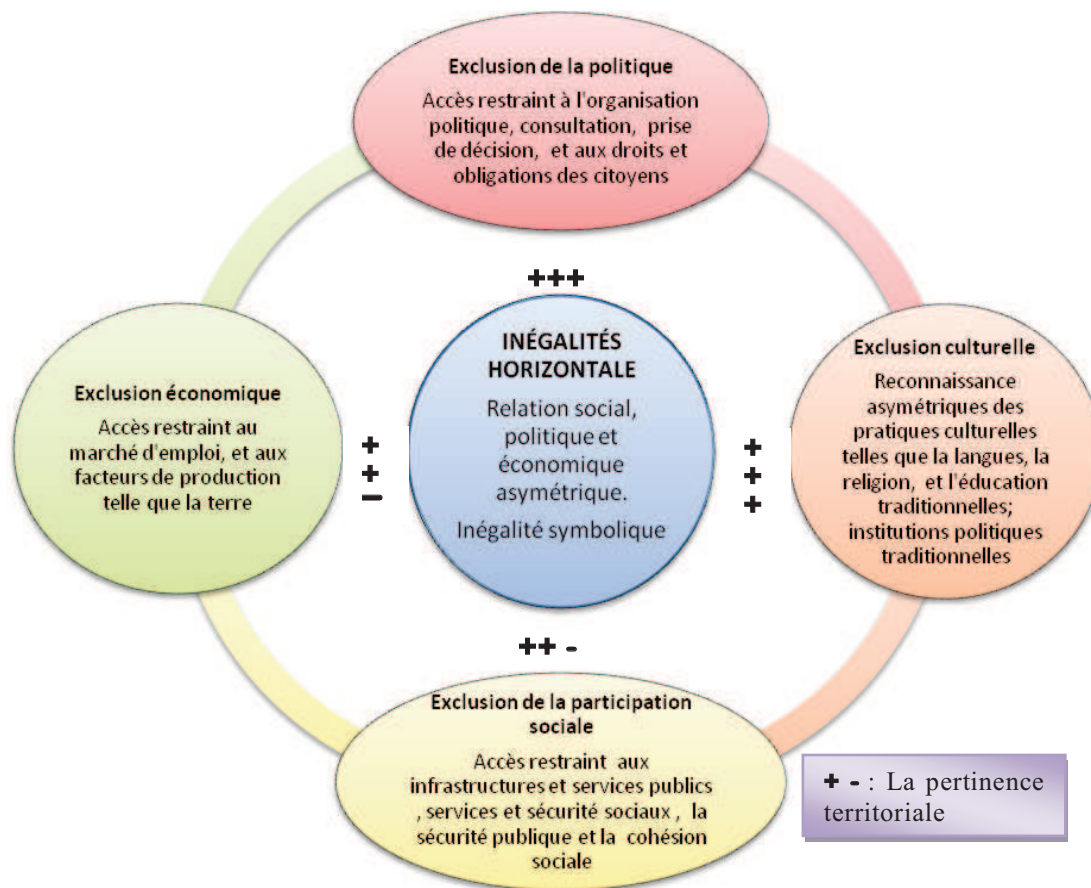 Exclusion de la politique
Accès restraint à l'organisation
politique, consultation, prise
de décision, et aux droits et
obligations des citoyens
+++
INÉGALITÉS
HORIZONTALE
Relation social,
politique et
économique
asymétrique.
Inégalité symbolique
Exclusion économique
Accès restraint au
marché d'emploi, et aux
facteurs de production
telle que la terre
+
+
-
+
+
+
Exclusion culturelle
Reconnaissance
asymétriques des
pratiques culturelles
telles que la langues, la
religion, et l'éducation
traditionnelles;
institutions politiques
traditionnelles
++ -
Exclusion de la participation
sociale
Accès restraint aux
infrastructures et services publics
, services et sécurité sociaux , la
sécurité publique et la cohésion
sociale
+ - : La pertinence
territoriale